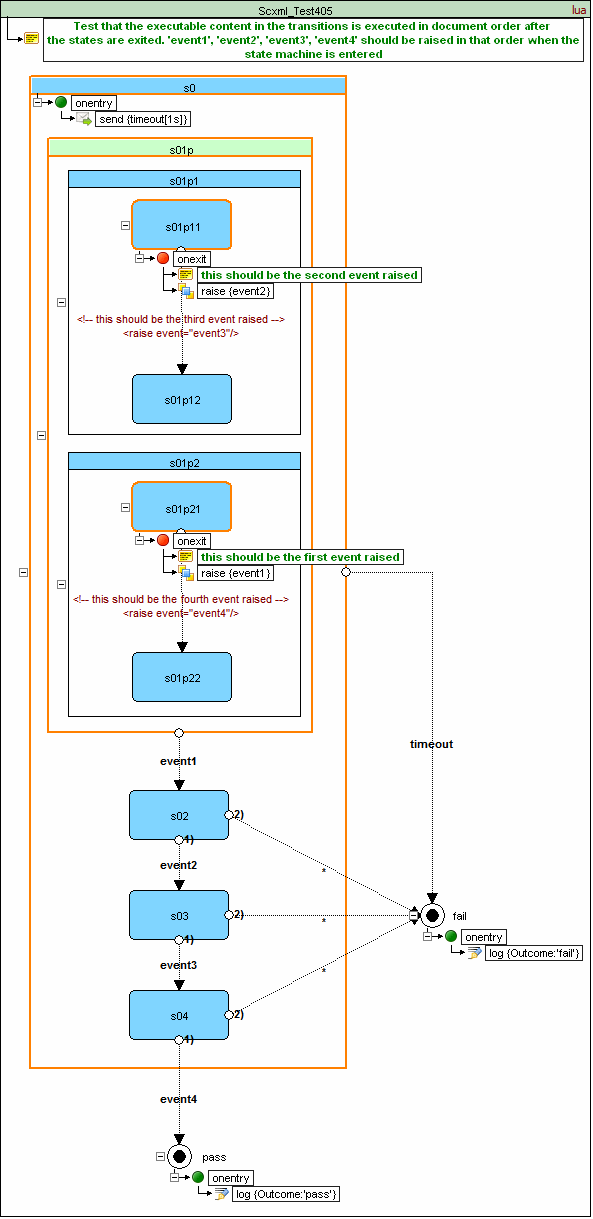 Scxml_Test405
lua
Test that the executable content in the transitions is executed in document order after
the states are exited. 'event1', 'event2', 'event3', 'event4' should be raised in that order when the
state machine is entered
s0
onentry
send {timeout[1s]}
s01p
s01p1
s01p11
onexit
this should be the second event raised
raise {event2}
<!-- this should be the third event raised -->
<raise event="event3"/>
s01p12
s01p2
s01p21
onexit
this should be the first event raised
raise {event1}
<!-- this should be the fourth event raised -->
<raise event="event4"/>
s01p22
timeout
event1
s02
2)
1)
*
event2
s03
2)
1)
*
fail
onentry
log {Outcome:'fail'}
event3
*
s04
2)
1)
event4
pass
onentry
log {Outcome:'pass'}